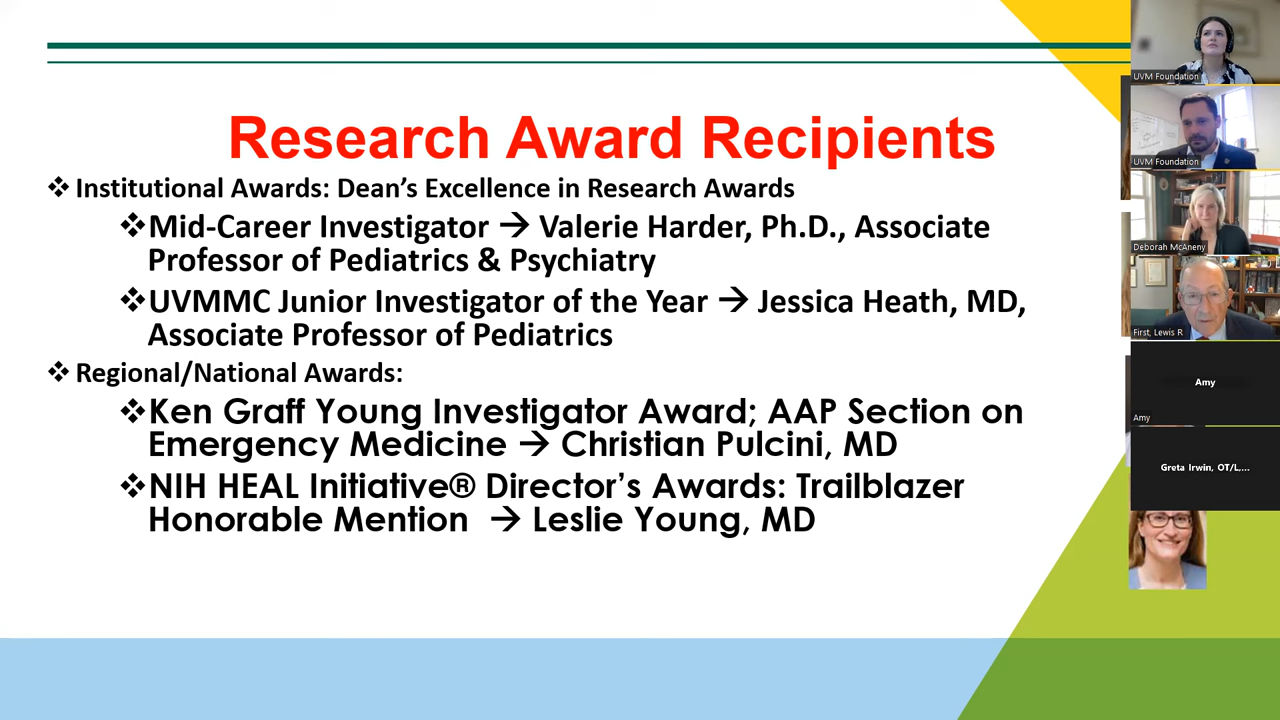 Research Award Recipients
❖ Institutional Awards: Dean's Excellence in Research Awards
❖Mid-Career Investigator → Valerie Harder, Ph.D., Associate
Professor of Pediatrics & Psychiatry
❖UVMMC Junior Investigator of the Year → Jessica Heath, MD,
Associate Professor of Pediatrics
❖ Regional/National Awards:
❖Ken Graff Young Investigator Award; AAP Section on
Emergency Medicine → Christian Pulcini, MD
❖NIH HEAL Initiative® Director's Awards: Trailblazer
Honorable Mention → Leslie Young, MD
UVM Foundation
UVM Foundation
Deborah McAneny
First, Lewis R
Amy
Amy
Greta Irwin, OT/L,...